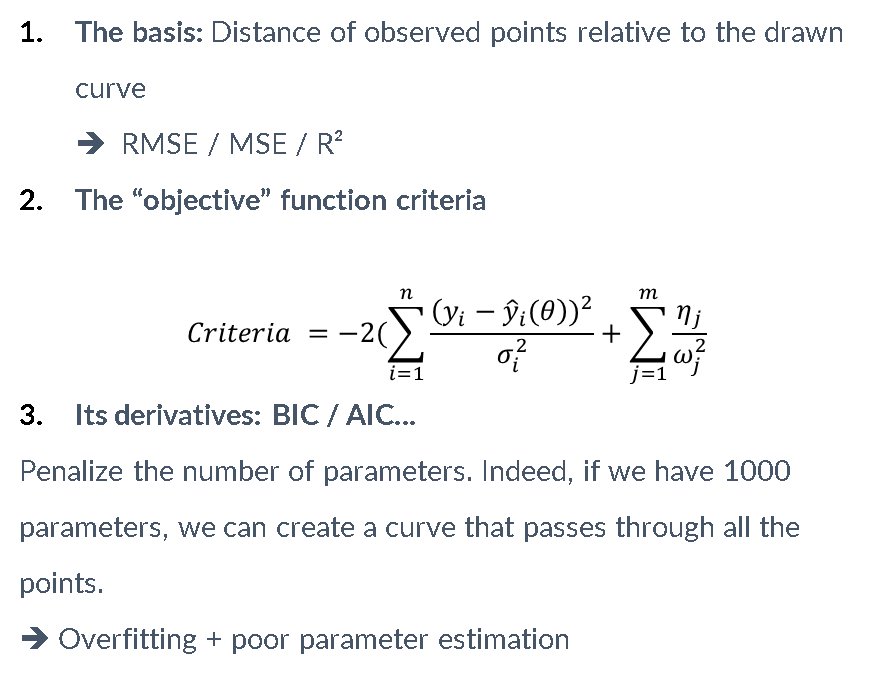 1. The basis: Distance of observed points relative to the drawn
curve
➔ RMSE / MSE / R²
2. The “objective” function criteria
Criteria = −2(∑_{i=1}^{n} (y_i − ŷ_i(θ))² / σ_i² + ∑_{j=1}^{m} η_j / ω_j²
3. Its derivatives: BIC / AIC...
Penalize the number of parameters. Indeed, if we have 1000
parameters, we can create a curve that passes through all the
points.
➔ Overfitting + poor parameter estimation